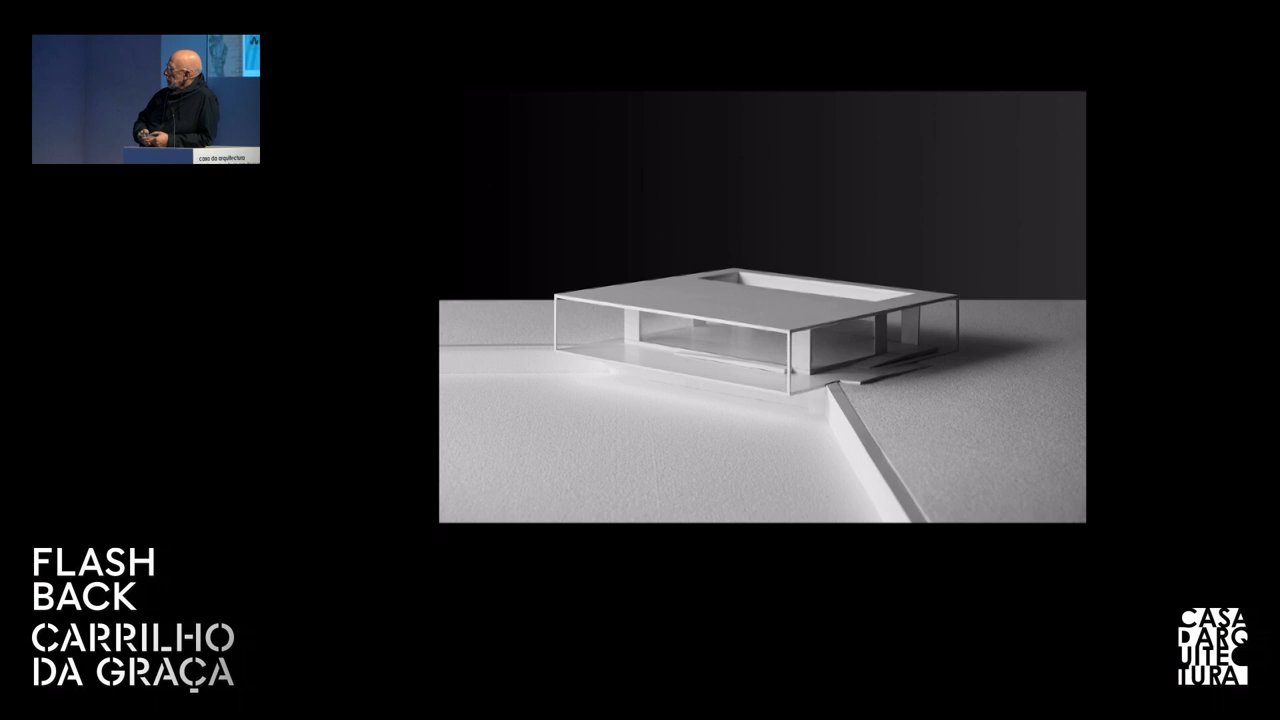 casa da arquitectura
FLASH
BACK
CARRILHO
DA GRAÇA
CASA
DARQ
UITEC
TURA